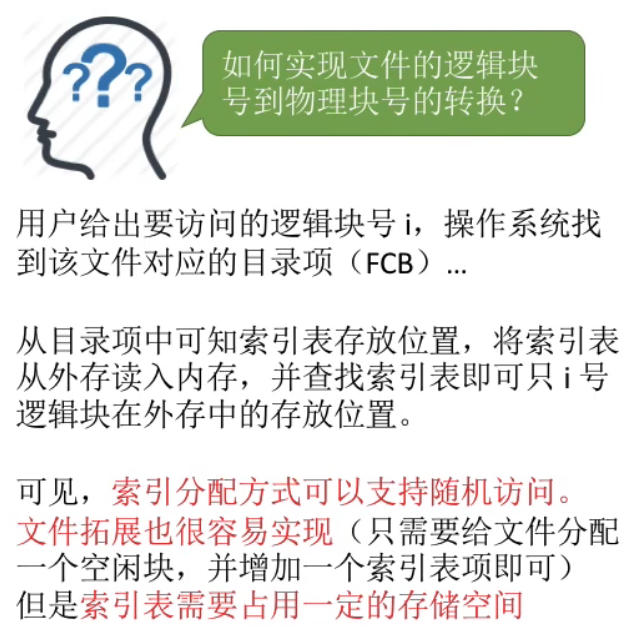 ???
如何实现文件的逻辑块
号到物理块号的转换？
用户给出要访问的逻辑块号 i，操作系统找
到该文件对应的目录项（FCB）...
从目录项中可知索引表存放位置，将索引表
从外存读入内存，并查找索引表即可只 i 号
逻辑块在外存中的存放位置。
可见，索引分配方式可以支持随机访问。
文件拓展也很容易实现（只需要给文件分配
一个空闲块，并增加一个索引表项即可）
但是索引表需要占用一定的存储空间